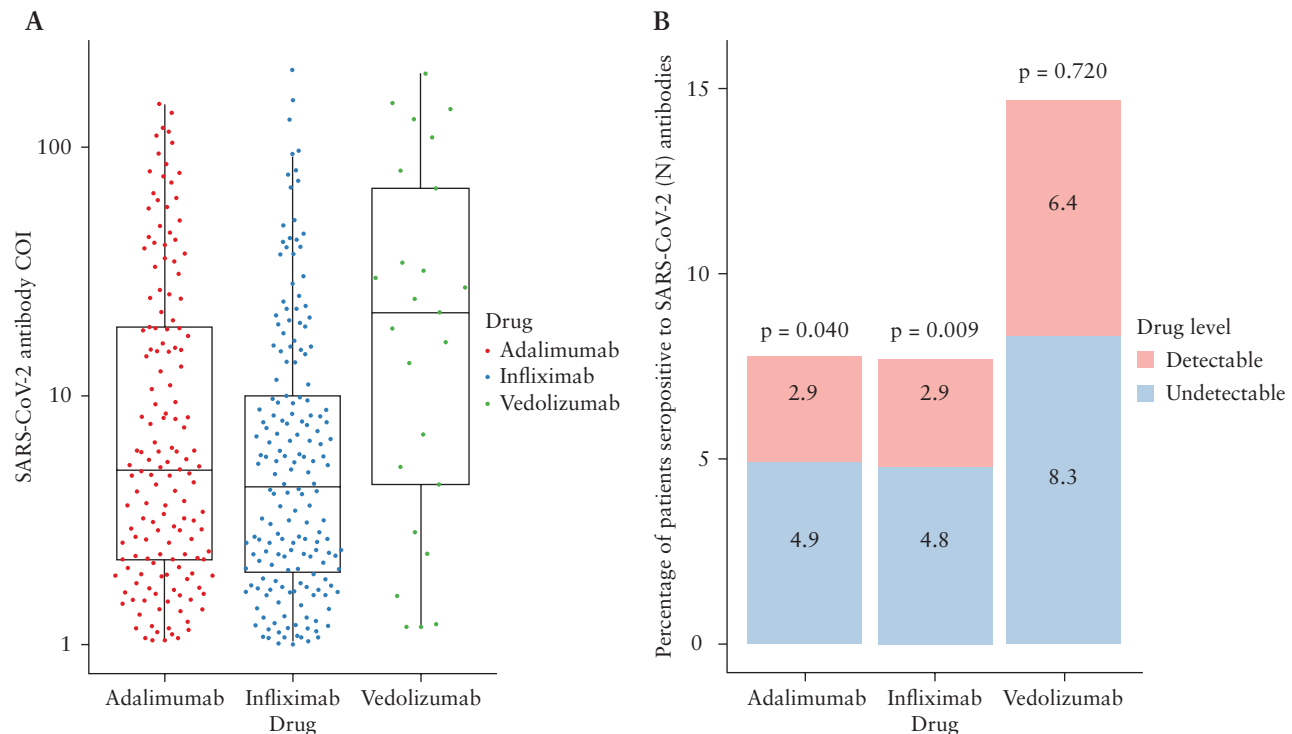 A
SARS-CoV-2 antibody COI
100
10
1
Adalimumab
Infliximab
Vedolizumab
Drug
Drug
Adalimumab
Infliximab
Vedolizumab
B
Percentage of patients seropositive to SARS-CoV-2 (N) antibodies
15
10
5
0
p = 0.040
p = 0.009
p = 0.720
2.9
4.9
2.9
4.8
6.4
8.3
Adalimumab
Infliximab
Vedolizumab
Drug
Drug level
Detectable
Undetectable